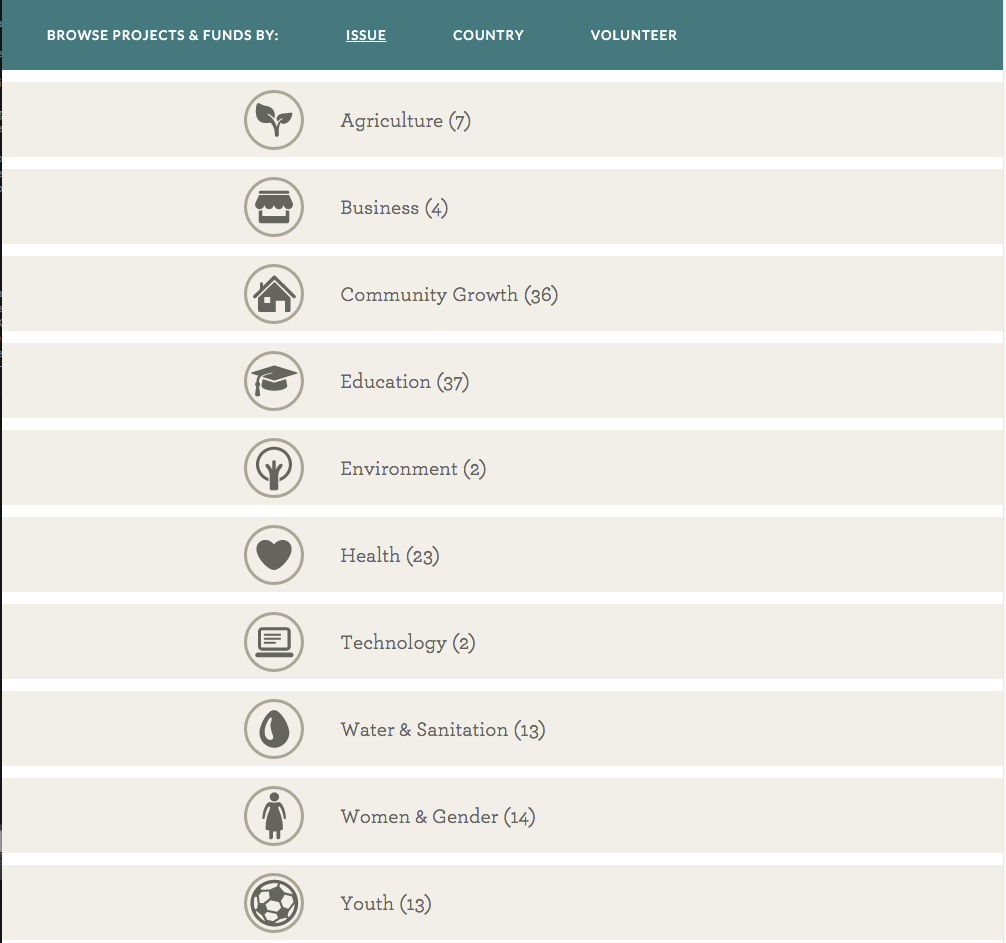 BROWSE PROJECTS & FUNDS BY: ISSUE COUNTRY VOLUNTEER
Agriculture (7)
Business (4)
Community Growth (36)
Education (37)
Environment (2)
Health (23)
Technology (2)
Water & Sanitation (13)
Women & Gender (14)
Youth (13)